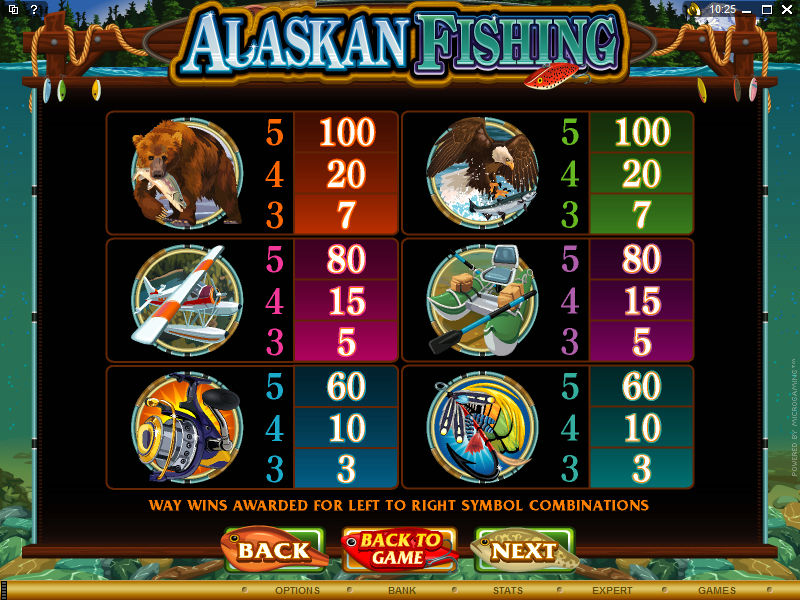 ? 10:25
ALASKAN FISHING
5 100 5 100
4 20 4 20
3 7 3 7
5 80 5 80
4 15 4 15
3 5 3 5
5 60 5 60
4 10 4 10
3 3 3 3
WAY WINS AWARDED FOR LEFT TO RIGHT SYMBOL COMBINATIONS
BACK BACK TO GAME NEXT
OPTIONS BANK STATS EXPERT GAMES
POWERED BY MICROGAMING™